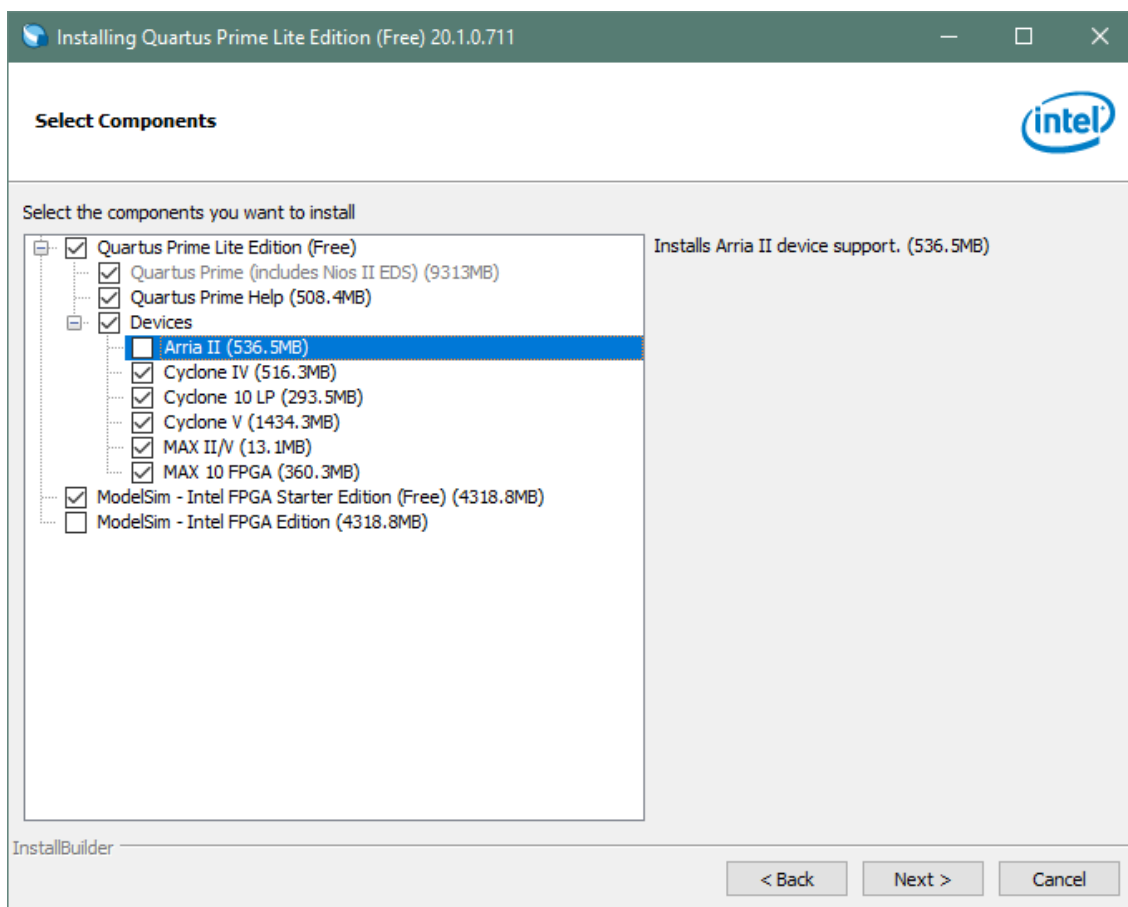 Installing Quartus Prime Lite Edition (Free) 20.1.0.711
Select Components
intel
Select the components you want to install
Quartus Prime Lite Edition (Free)
Quartus Prime (includes Nios II EDS) (9313MB)
Quartus Prime Help (508.4MB)
Devices
Arria II (536.5MB)
Cyclone IV (516.3MB)
Cyclone 10 LP (293.5MB)
Cyclone V (1434.3MB)
MAX II/V (13.1MB)
MAX 10 FPGA (360.3MB)
ModelSim - Intel FPGA Starter Edition (Free) (4318.8MB)
ModelSim - Intel FPGA Edition (4318.8MB)
Installs Arria II device support. (536.5MB)
InstallBuilder
< Back
Next >
Cancel